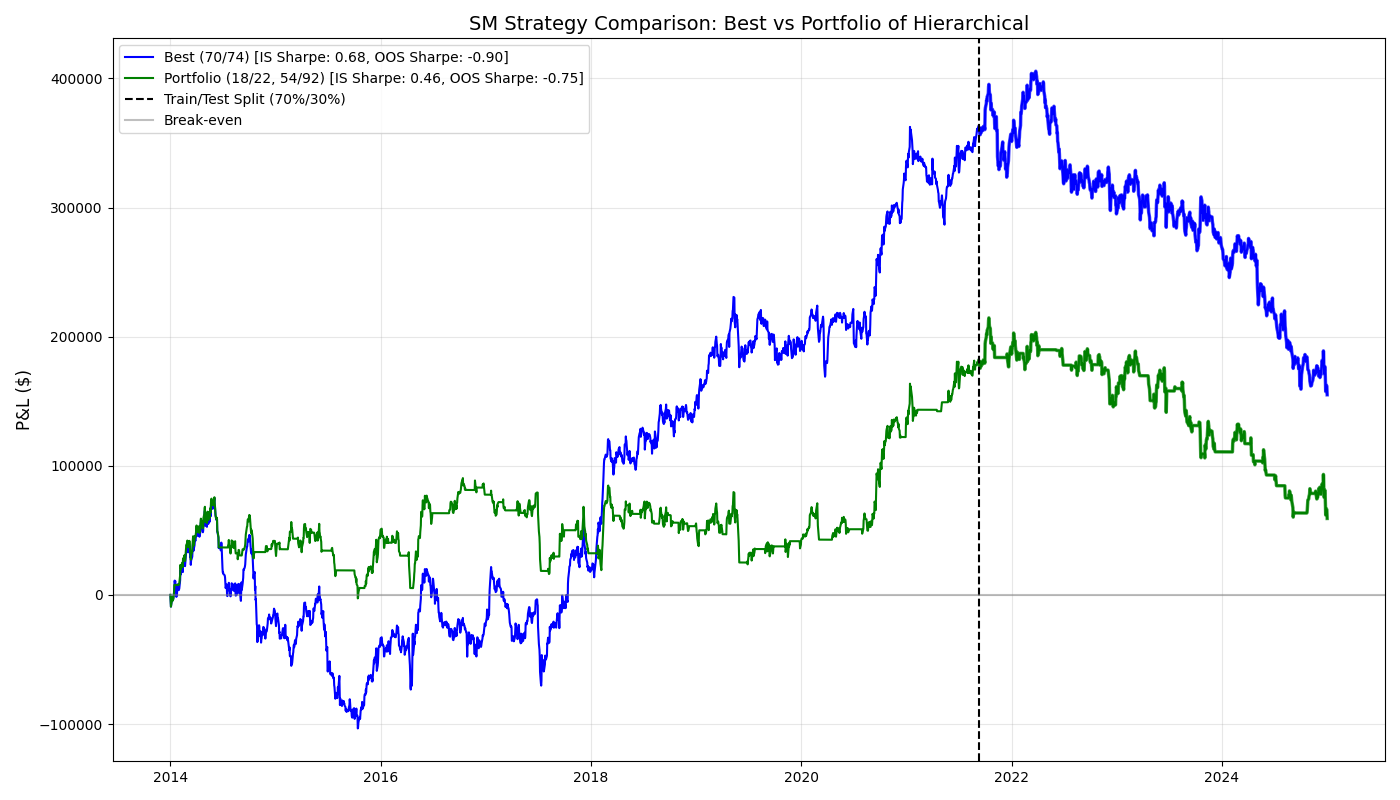 SM Strategy Comparison: Best vs Portfolio of Hierarchical
Best (70/74) [IS Sharpe: 0.68, OOS Sharpe: -0.90]
Portfolio (18/22, 54/92) [IS Sharpe: 0.46, OOS Sharpe: -0.75]
Train/Test Split (70%/30%)
Break-even
P&L ($)
400000
300000
200000
100000
0
−100000
2014
2016
2018
2020
2022
2024